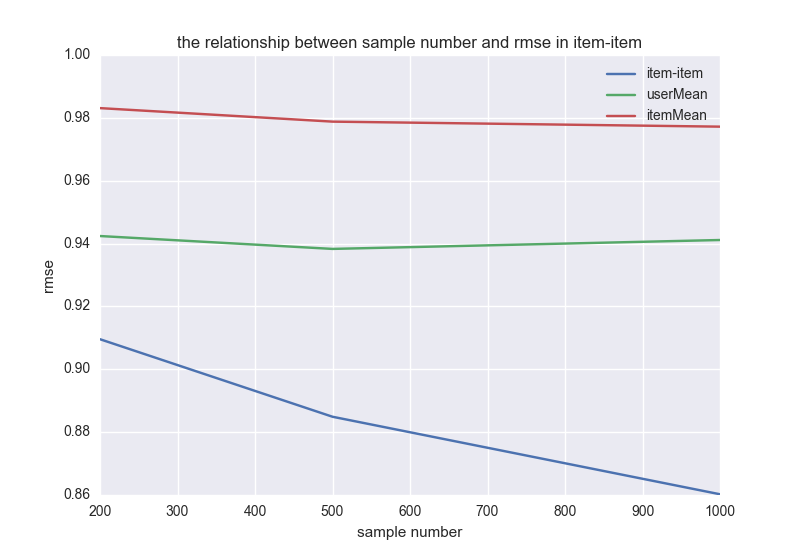 the relationship between sample number and rmse in item-item
1.00
0.98
0.96
0.94
0.92
0.90
0.88
0.86
rmse
item-item
userMean
itemMean
200 300 400 500 600 700 800 900 1000
sample number